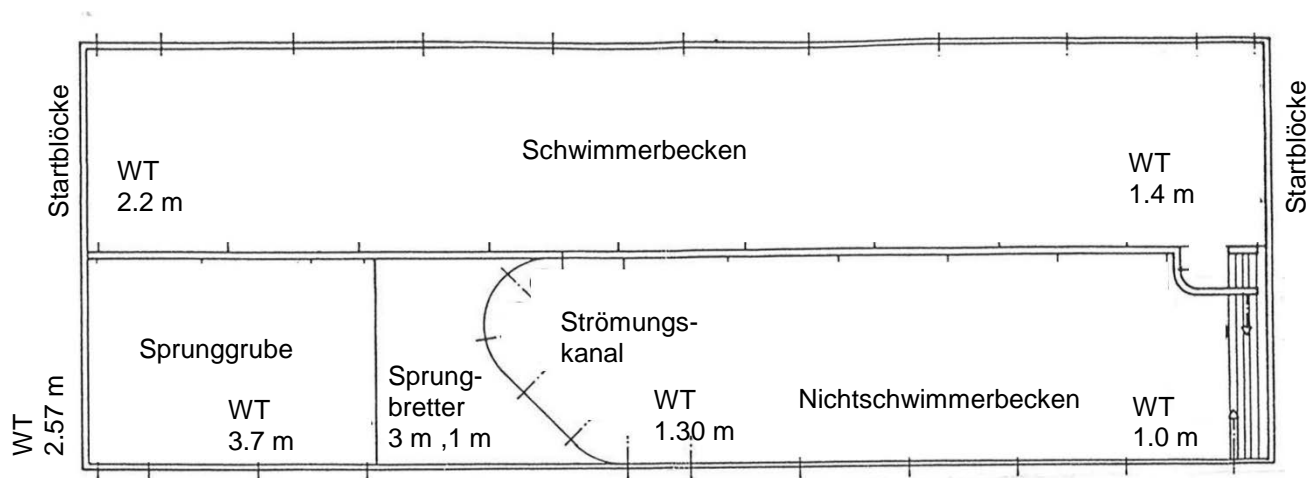 Startblöcke
WT
2.2 m
Schwimmerbecken
WT
1.4 m
Startblöcke
WT
2.57 m
Sprunggrube
WT
3.7 m
Sprung-
bretter
3 m ,1 m
Strömungs-
kanal
WT
1.30 m
Nichtschwimmerbecken
WT
1.0 m